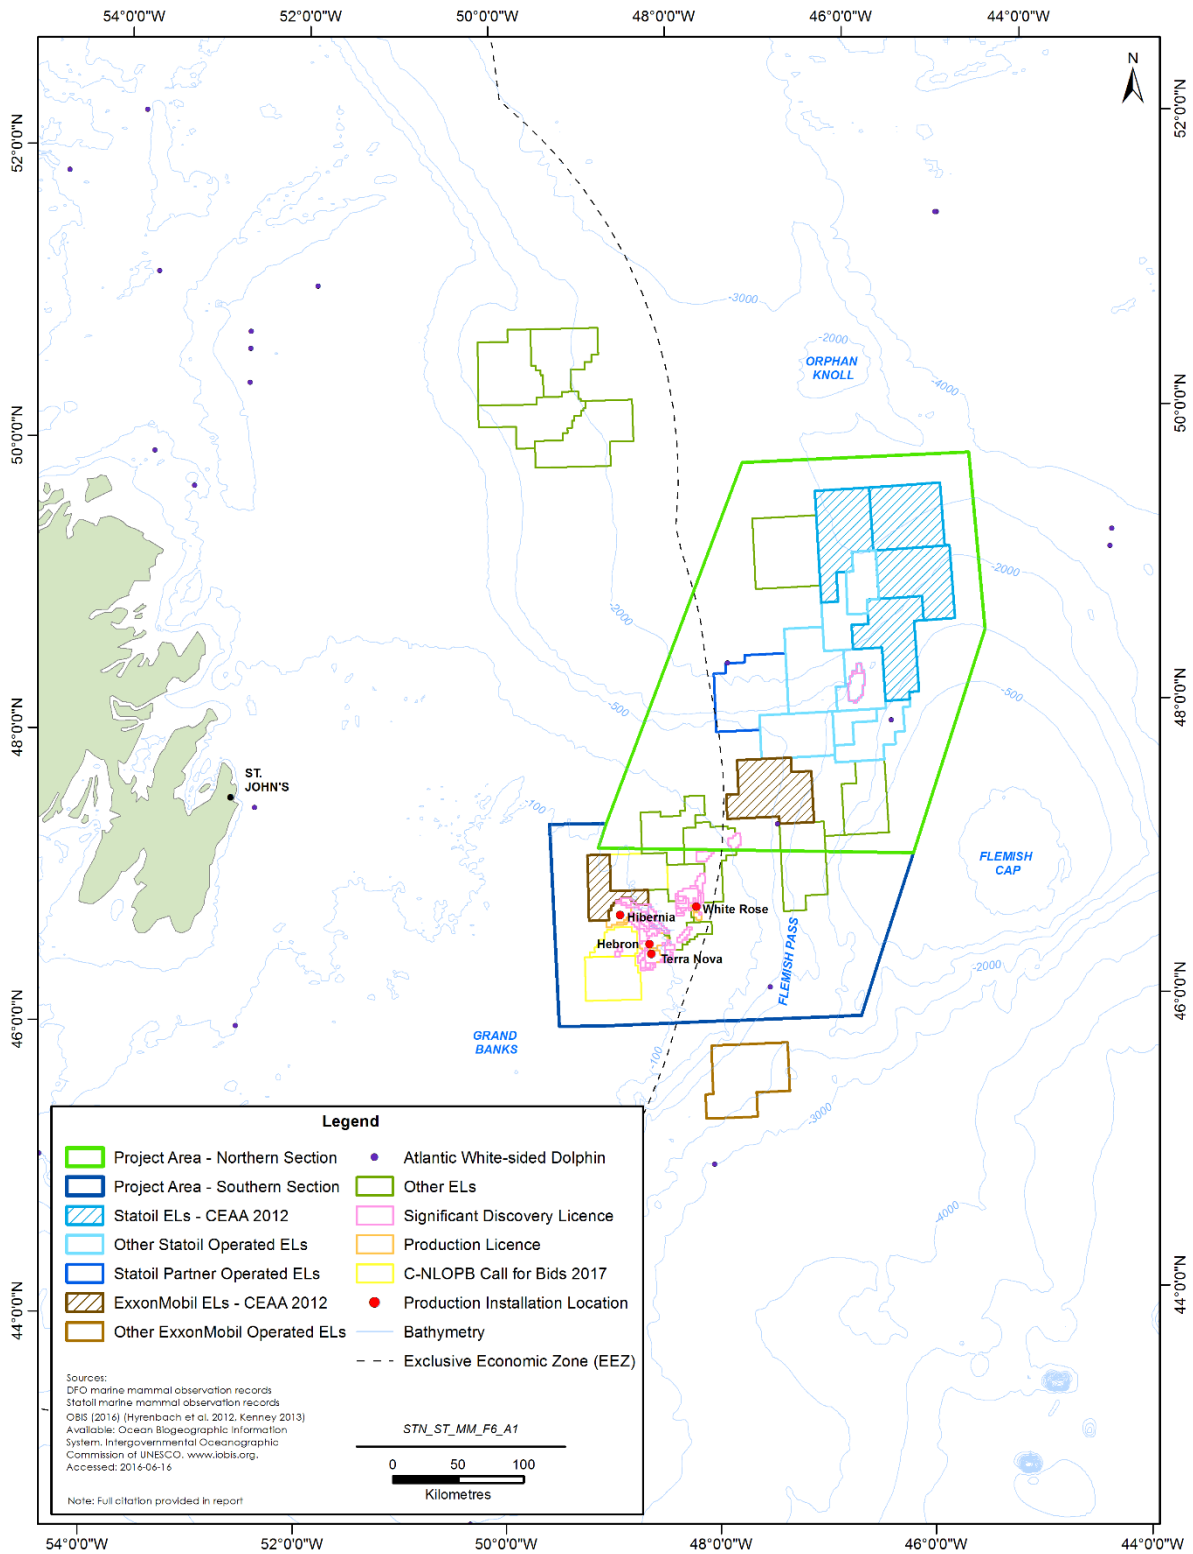 54°0'0"W
52°0'0"W
50°0'0"W
48°0'0"W
46°0'0"W
44°0'0"W
N
52°0'0"N
52°0'0"N
-3000
-2000
ORPHAN
KNOLL
-4000
50°0'0"N
50°0'0"N
-2000
-2000
-500
-500
48°0'0"N
48°0'0"N
ST.
JOHN'S
-100
FLEMISH
CAP
White Rose
Hibernia
Hebron
Terra Nova
FLEMISH PASS
-2000
46°0'0"N
46°0'0"N
GRAND
BANKS
-100
-3000
-4000
44°0'0"N
44°0'0"N
Legend
Project Area - Northern Section
Project Area - Southern Section
Statoil ELs - CEAA 2012
Other Statoil Operated ELs
Statoil Partner Operated ELs
ExxonMobil ELs - CEAA 2012
Other ExxonMobil Operated ELs
Atlantic White-sided Dolphin
Other ELs
Significant Discovery Licence
Production Licence
C-NLOPB Call for Bids 2017
Production Installation Location
Bathymetry
Exclusive Economic Zone (EEZ)
Sources:
DFO marine mammal observation records
Statoil marine mammal observation records
OBIS (2016) (Hyrenbach et al. 2012, Kenney 2013)
Available: Ocean Biogeographic Information
System. Intergovernmental Oceanographic
Commission of UNESCO. www.iobis.org.
Accessed: 2016-06-16
Note: Full citation provided in report
STN_ST_MM_F6_A1
0 50 100
Kilometres
54°0'0"W
52°0'0"W
50°0'0"W
48°0'0"W
46°0'0"W
44°0'0"W